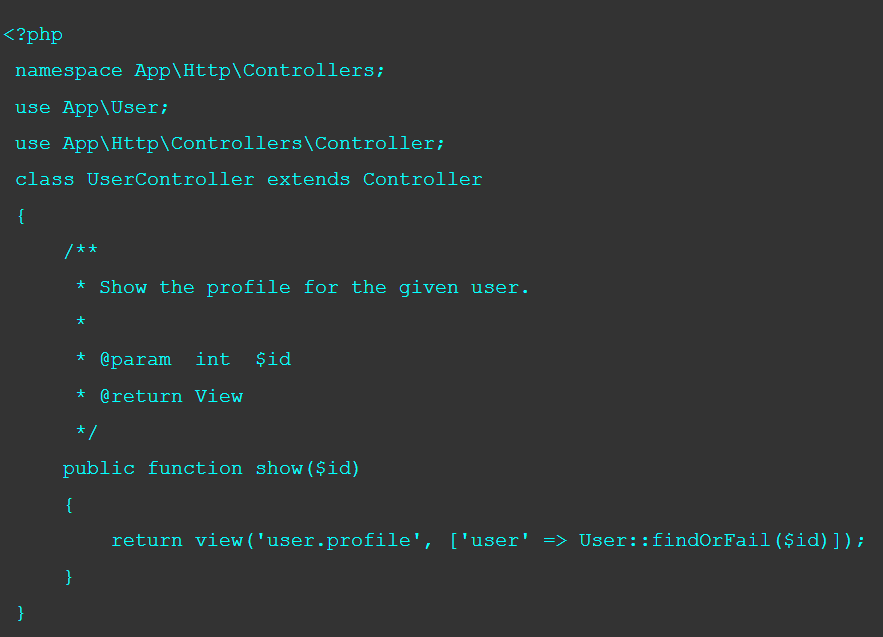 <?php
namespace App\Http\Controllers;
use App\User;
use App\Http\Controllers\Controller;
class UserController extends Controller
{
    /**
     * Show the profile for the given user.
     *
     * @param  int  $id
     * @return View
     */
    public function show($id)
    {
        return view('user.profile', ['user' => User::findOrFail($id)]);
    }
}